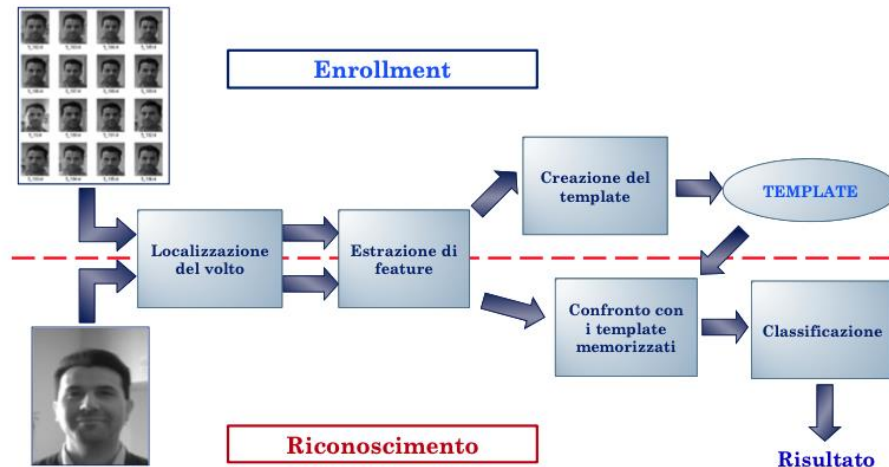 Enrollment
Creazione del
template
TEMPLATE
Localizzazione
del volto
Estrazione di
feature
Confronto con
i template
memorizzati
Classificazione
Riconoscimento
Risultato